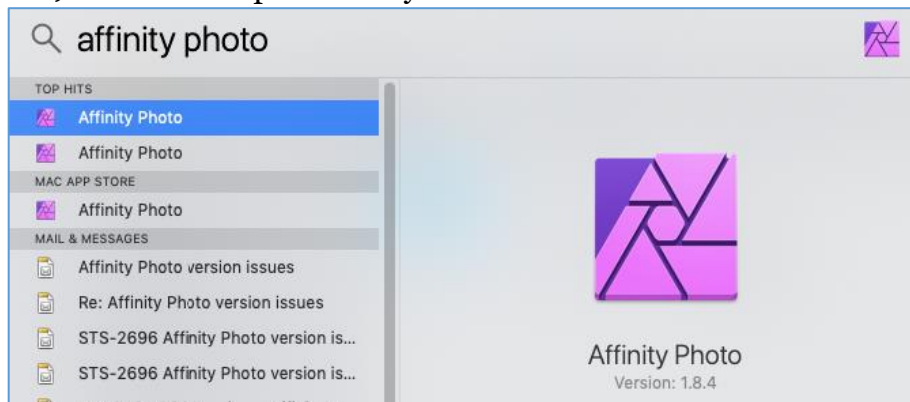 affinity photo
TOP HITS
Affinity Photo
Affinity Photo
MAC APP STORE
Affinity Photo
MAIL & MESSAGES
Affinity Photo version issues
Re: Affinity Photo version issues
STS-2696 Affinity Photo version is...
STS-2696 Affinity Photo version is...
Affinity Photo
Version: 1.8.4